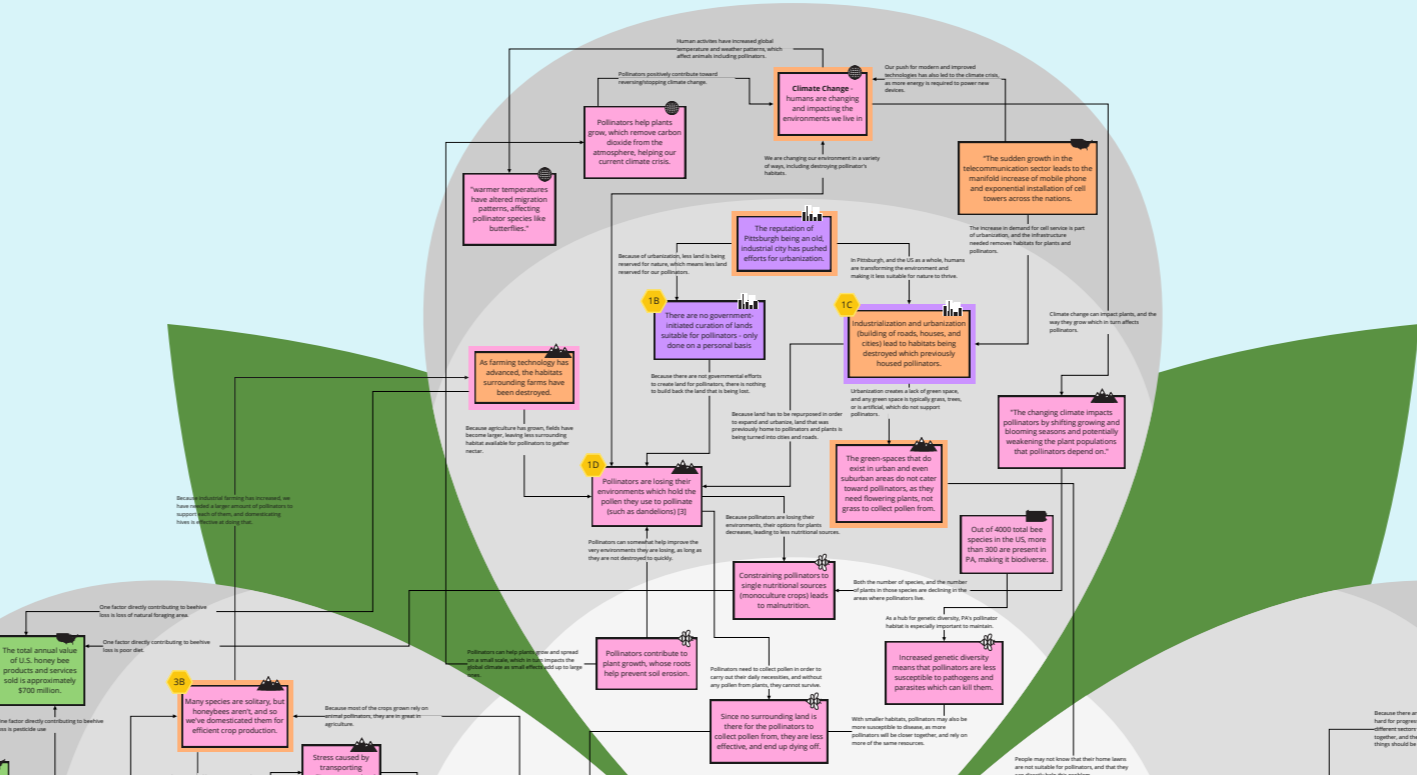 Human activites have increased global
temperature and weather patterns, which
affect animals including pollinators.
Pollinators positively contribute toward
reversing/stopping climate change.
Climate Change -
humans are changing
and impacting the
environments we live in
Our push for modern and improved
technologies has also led to the climate crisis,
as more energy is required to power new
devices.
Pollinators help plants
grow, which remove carbon
dioxide from the
atmosphere, helping our
current climate crisis.
We are changing our environment in a variety
of ways, including destroying pollinator's
habitats.
"The sudden growth in the
telecommunication sector leads to the
manifold increase of mobile phone
and exponential installation of cell
towers across the nations.
"warmer temperatures
have altered migration
patterns, affecting
pollinator species like
butterflies."
The reputation of
Pittsburgh being an old,
industrial city has pushed
efforts for urbanization.
The increase in demand for cell service is part
of urbanization, and the infrastructure
needed removes habitats for plants and
pollinators.
Because of urbanization, less land is being
reserved for nature, which means less land
reserved for our pollinators.
In Pittsburgh, and the US as a whole, humans
are transforming the environment and
making it less suitable for nature to thrive.
1B
There are no government-
initiated curation of lands
suitable for pollinators - only
done on a personal basis
1C
Industrialization and urbanization
(building of roads, houses, and
cities) lead to habitats being
destroyed which previously
housed pollinators.
Climate change can impact plants, and the
way they grow which in turn affects
pollinators.
As farming technology has
advanced, the habitats
surrounding farms have
been destroyed.
Because there are not governmental efforts
to create land for pollinators, there is nothing
to build back the land that is being lost.
Urbanization creates a lack of green space,
and any green space is typically grass, trees,
or is artificial, which do not support
pollinators.
Because land has to be repurposed in order
to expand and urbanize, land that was
previously home to pollinators and plants is
being turned into cities and roads.
"The changing climate impacts
pollinators by shifting growing and
blooming seasons and potentially
weakening the plant populations
that pollinators depend on."
Because agriculture has grown, fields have
become larger, leaving less surrounding
habitat available for pollinators to gather
nectar.
1D
Pollinators are losing their
environments which hold the
pollen they use to pollinate
(such as dandelions) [3]
The green-spaces that do
exist in urban and even
suburban areas do not cater
toward pollinators, as they
need flowering plants, not
grass to collect pollen from.
Because industrial farming has increased, we
have needed a larger amount of pollinators to
support each of them, and domesticating
hives is effective at doing that.
Because pollinators are losing their
environments, their options for plants
decreases, leading to less nutritional sources.
Out of 4000 total bee
species in the US, more
than 300 are present in
PA, making it biodiverse.
Pollinators can somewhat help improve the
very environments they are losing, as long as
they are not destroyed to quickly.
Constraining pollinators to
single nutritional sources
(monoculture crops) leads
to malnutrition.
Both the number of species, and the number
of plants in those species are declining in the
areas where pollinators live.
One factor directly contributing to beehive
loss is loss of natural foraging area.
As a hub for genetic diversity, PA's pollinator
habitat is especially important to maintain.
One factor directly contributing to beehive
loss is poor diet.
The total annual value
of U.S. honey bee
products and services
sold is approximately
$700 million.
Pollinators can help plants grow and spread
on a small scale, which in turn impacts the
global climate as small effects add up to large
ones.
Pollinators contribute to
plant growth, whose roots
help prevent soil erosion.
Increased genetic diversity
means that pollinators are less
susceptible to pathogens and
parasites which can kill them.
Pollinators need to collect pollen in order to
carry out their daily necessities, and without
any pollen from plants, they cannot survive.
3B
Many species are solitary, but
honeybees aren't, and so
we've domesticated them for
efficient crop production.
Because most of the crops grown rely on
animal pollinators, they are in great in
agriculture.
Since no surrounding land is
there for the pollinators to
collect pollen from, they are less
effective, and end up dying off.
With smaller habitats, pollinators may also be
more susceptible to disease, as more
pollinators will be closer together, and rely on
more of the same resources.
One factor directly contributing to beehive
loss is pesticide use
Because there ar
hard for progres
different sectors
together, and the
things should be
Stress caused by
transporting
People may not know that their home lawns
are not suitable for pollinators, and that they